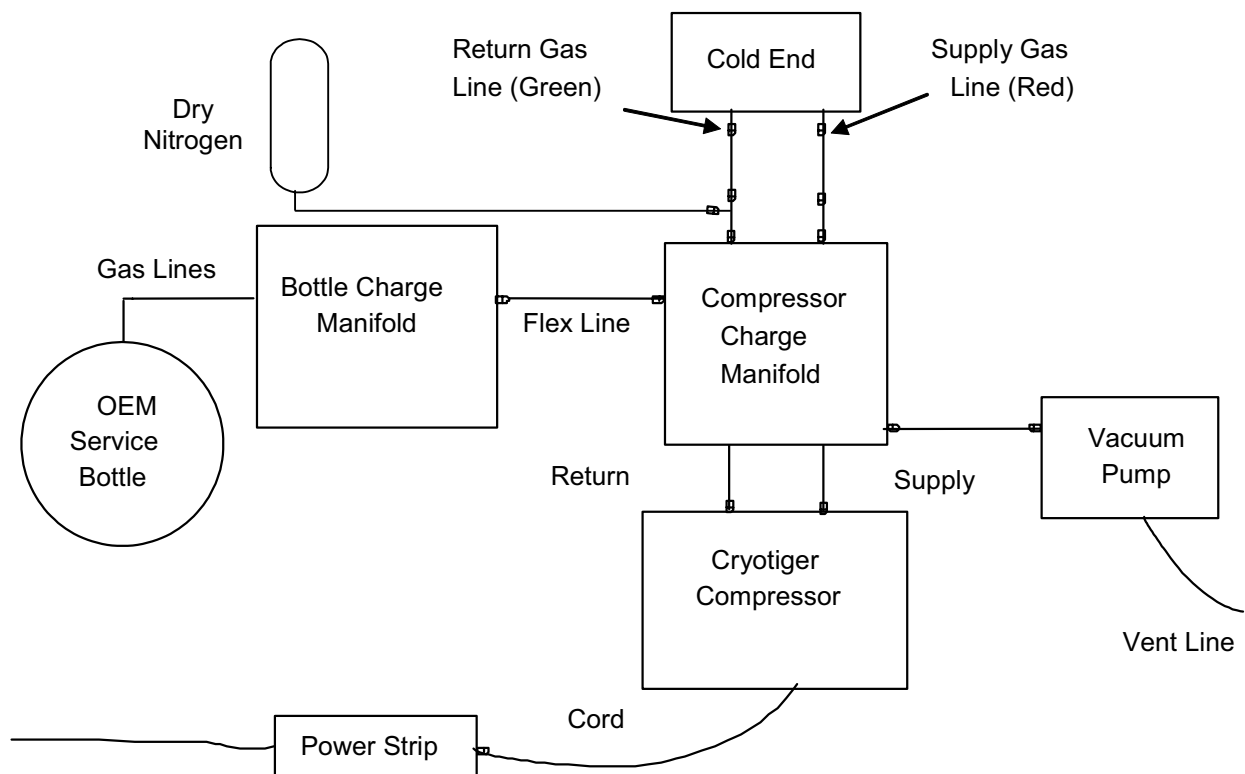 Return Gas
Line (Green)
Cold End
Supply Gas
Line (Red)
Dry
Nitrogen
Gas Lines
Bottle Charge
Manifold
Flex Line
Compressor
Charge
Manifold
OEM
Service
Bottle
Vacuum
Pump
Return
Supply
Cryotiger
Compressor
Vent Line
Cord
Power Strip